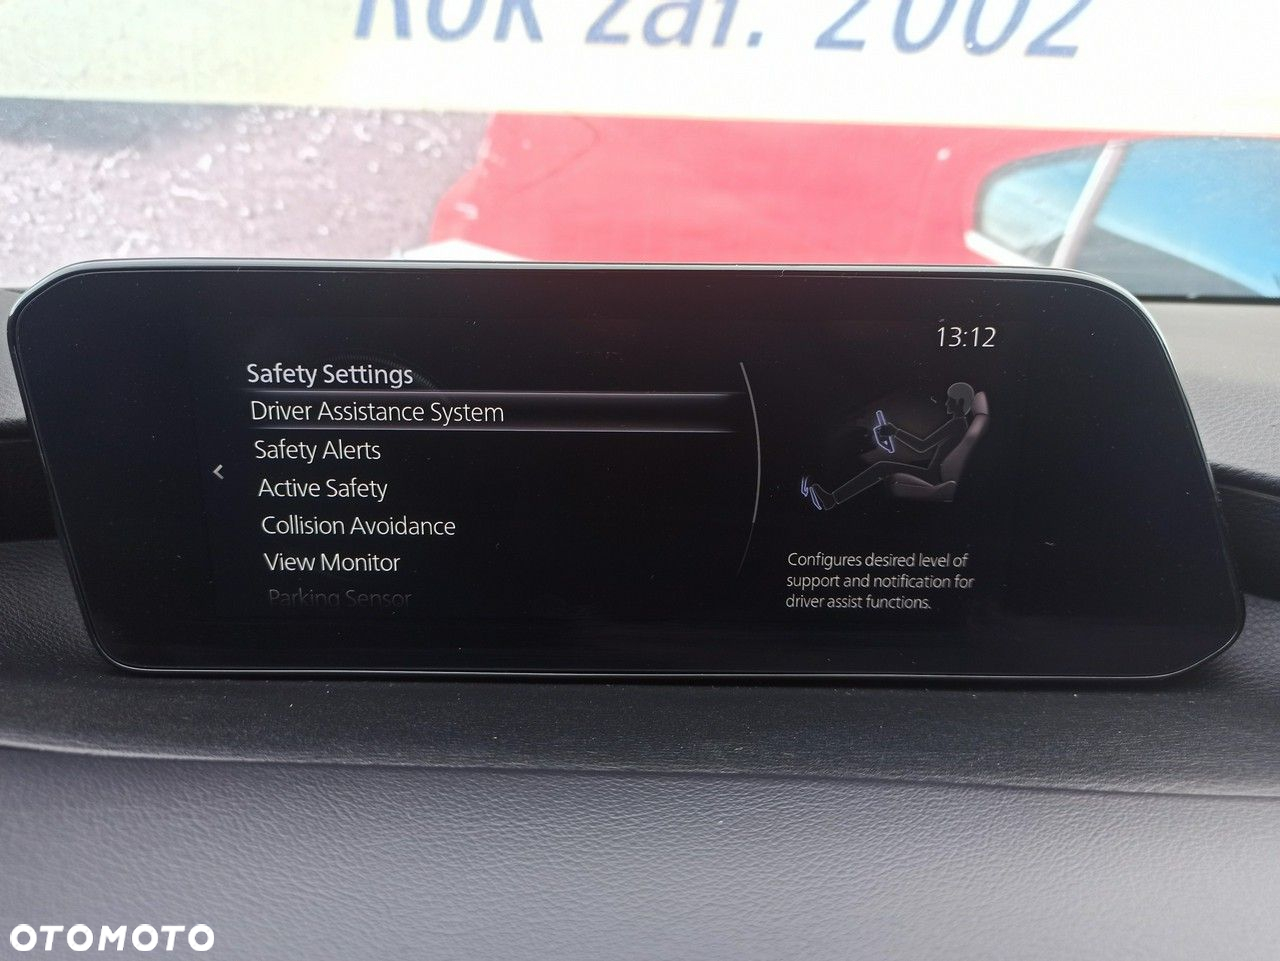 Rok zał. 2002
13:12
Safety Settings
Driver Assistance System
Safety Alerts
Active Safety
Collision Avoidance
View Monitor
Parking Sensor
Configures desired level of
support and notification for
driver assist functions.
OTOMOTO